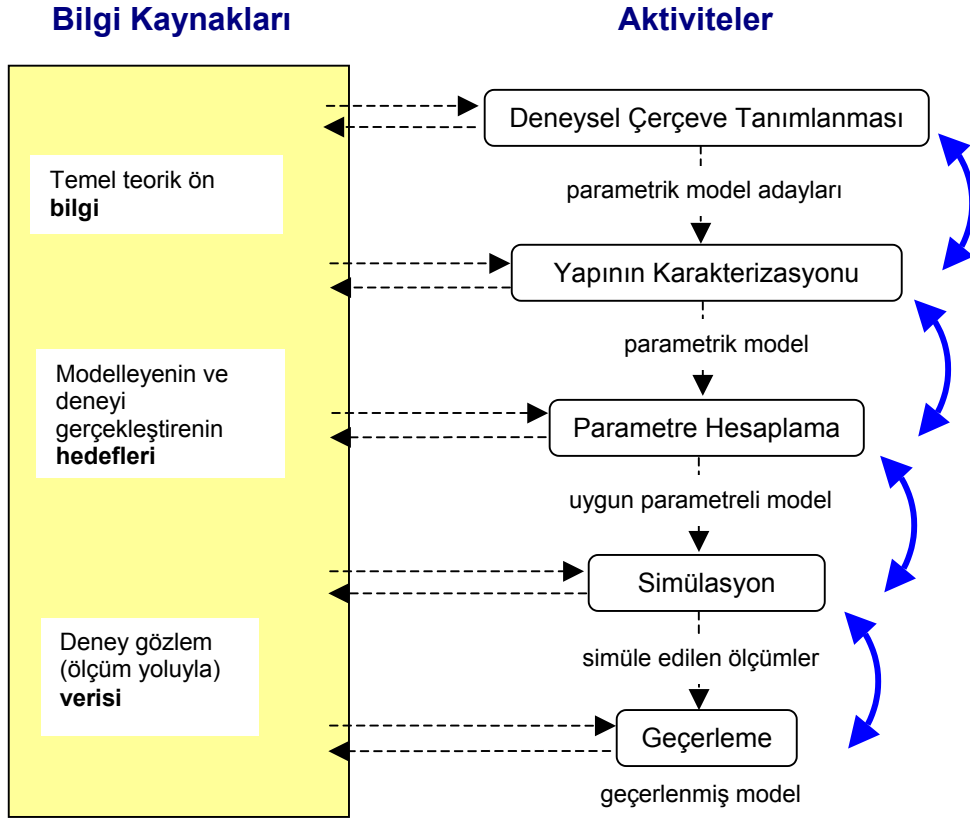 Bilgi Kaynakları
Aktiviteler
Deneysel Çerçeve Tanımlanması
Temel teorik ön
bilgi
parametrik model adayları
Yapının Karakterizasyonu
parametrik model
Modelleyenin ve
deneyi
gerçekleştirenin
hedefleri
Parametre Hesaplama
uygun parametreli model
Simülasyon
Deney gözlem
(ölçüm yoluyla)
verisi
simüle edilen ölçümler
Geçerleme
geçerlenmiş model